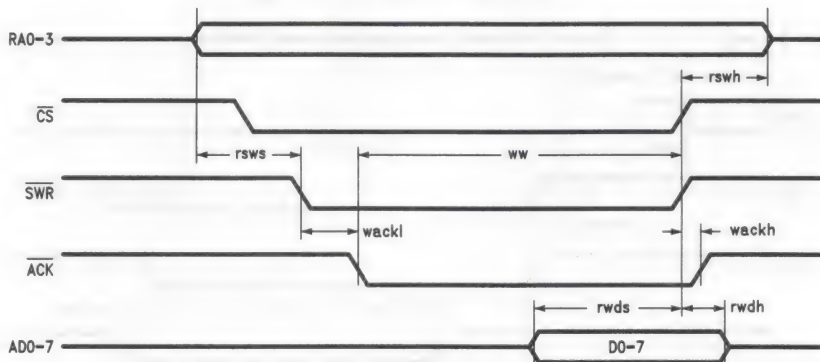 RA0-3
rswh
CS
rsws
ww
SWR
wackl
wackh
ACK
rwds
rwdh
AD0-7
D0-7